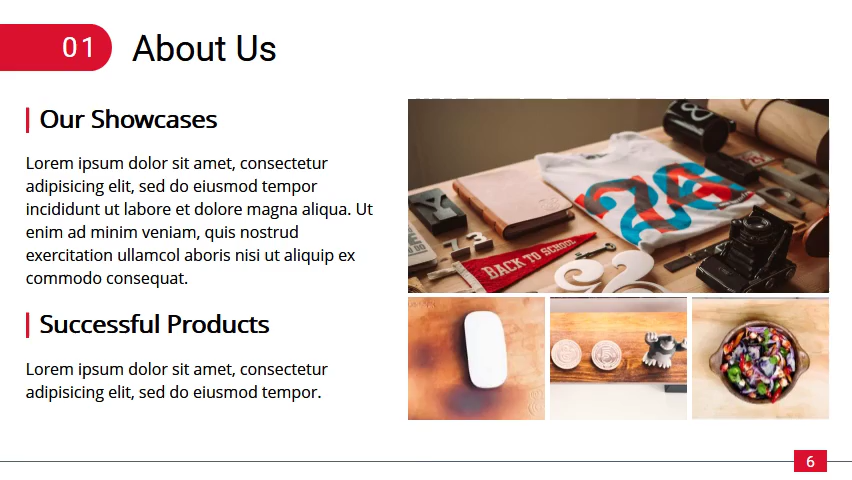 01 About Us
Our Showcases
Lorem ipsum dolor sit amet, consectetur
adipisicing elit, sed do eiusmod tempor
incididunt ut labore et dolore magna aliqua. Ut
enim ad minim veniam, quis nostrud
exercitation ullamcol aboris nisi ut aliquip ex
commodo consequat.
Successful Products
Lorem ipsum dolor sit amet, consectetur
adipisicing elit, sed do eiusmod tempor.
BACK TO SCHOOL
6